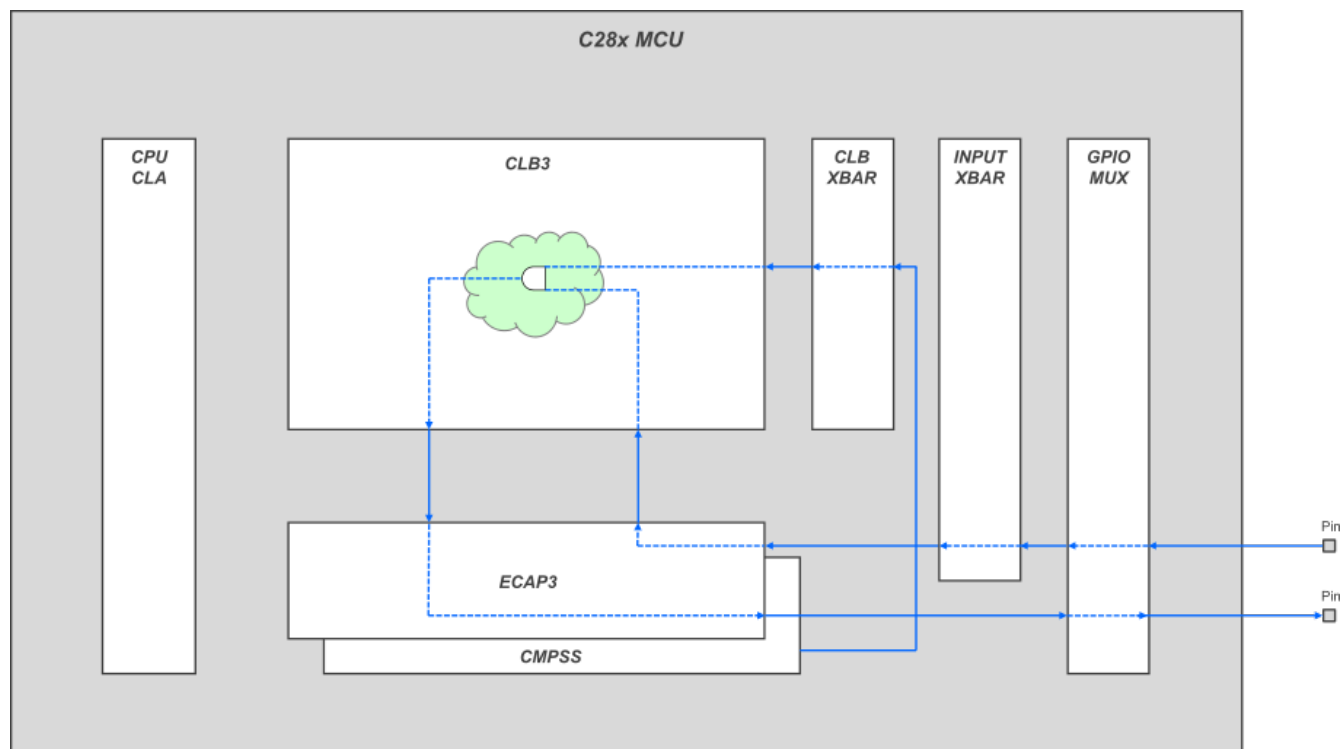 C28x MCU
CPU
CLA
CLB3
CLB
XBAR
INPUT
XBAR
GPIO
MUX
Pin
ECAP3
Pin
CMPSS